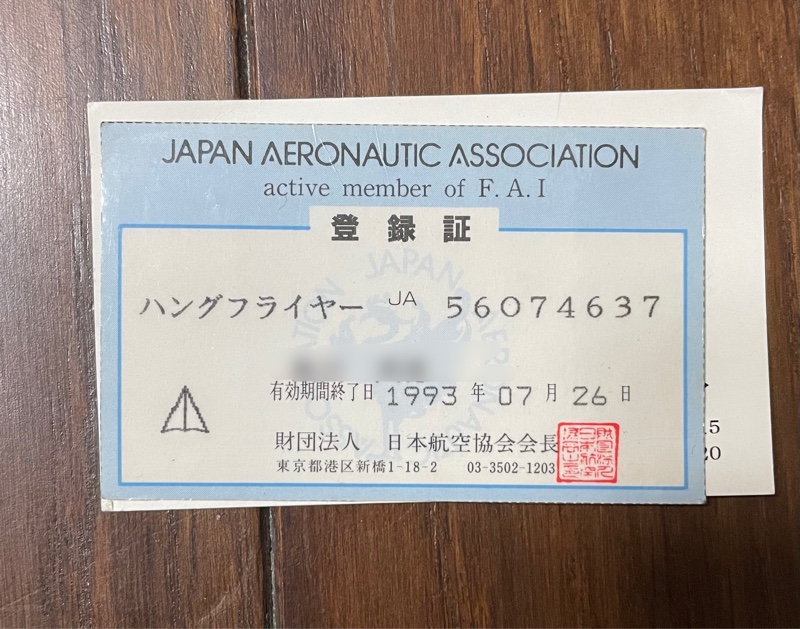 JAPAN AERONAUTIC ASSOCIATION
active member of F.A.I
登録証
ハングフライヤー JA 56074637
有効期間終了日 1993 年 07 月 26 日
財団法人 日本航空協会会長
東京都港区新橋1-18-2 03-3502-1203
15
20